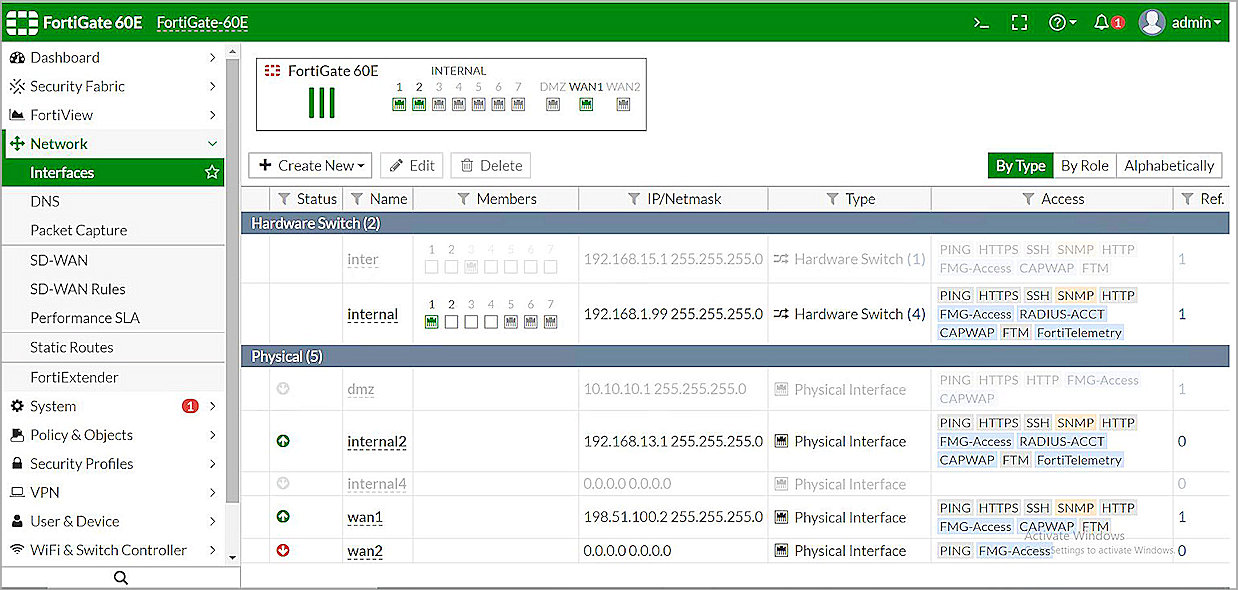 FortiGate 60E FortiGate-60E >_ 1 admin
Dashboard
Security Fabric
FortiView
Network
Interfaces
DNS
Packet Capture
SD-WAN
SD-WAN Rules
Performance SLA
Static Routes
FortiExtender
System 1
Policy & Objects
Security Profiles
VPN
User & Device
WiFi & Switch Controller
FortiGate 60E INTERNAL
1 2 3 4 5 6 7 DMZ WAN1 WAN2
Create New Edit Delete By Type By Role Alphabetically
Status Name Members IP/Netmask Type Access Ref.
Hardware Switch (2)
inter 1 2 3 4 5 6 7 192.168.15.1 255.255.255.0 Hardware Switch (1) PING HTTPS SSH SNMP HTTP 1
FMG-Access CAPWAP FTM
internal 1 2 3 4 5 6 7 192.168.1.99 255.255.255.0 Hardware Switch (4) PING HTTPS SSH SNMP HTTP 1
FMG-Access RADIUS-ACCT
CAPWAP FTM FortiTelemetry
Physical (5)
dmz 10.10.10.1 255.255.255.0 Physical Interface PING HTTPS HTTP FMG-Access 1
CAPWAP
internal2 192.168.13.1 255.255.255.0 Physical Interface PING HTTPS SSH SNMP HTTP 0
FMG-Access RADIUS-ACCT
CAPWAP FTM FortiTelemetry
internal4 0.0.0.0 0.0.0.0 Physical Interface 0
wan1 198.51.100.2 255.255.255.0 Physical Interface PING HTTPS SSH SNMP HTTP 1
FMG-Access CAPWAP FTM
Activate Windows
wan2 0.0.0.0 0.0.0.0 Physical Interface PING FMG-Access Settings to activate Windows. 0